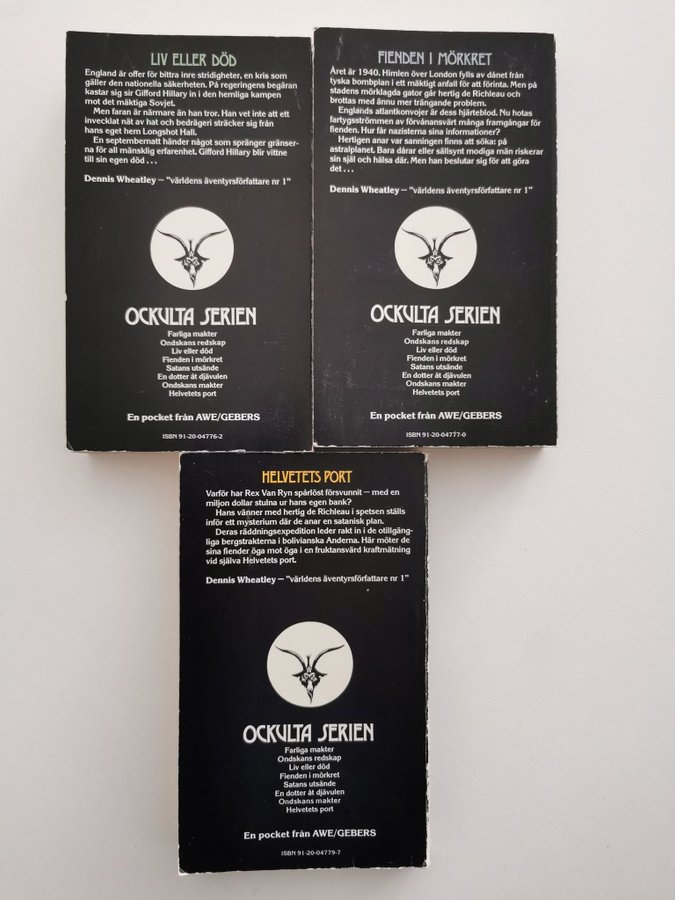 LIV ELLER DÖD
England är offer för bittra inre stridigheter, en kris som
gäller den nationella säkerheten. På regeringens begäran
kastar sig sir Gifford Hillary in i den hemliga kampen
mot det mäktiga Sovjet.
Men faran är närmare än han tror. Han vet inte att ett
invecklat nät av hat och bedrägeri sträcker sig från
hans eget hem Longshot Hall.
En septembernatt händer något som spränger gränser-
na för all mänsklig erfarenhet. Gifford Hillary blir vittne
till sin egen död . . .
Dennis Wheatley – "världens äventyrsförfattare nr 1"
OCKULTA SERIEN
Farliga makter
Ondskans redskap
Liv eller död
Fienden i mörkret
Satans utsände
En dotter åt djävulen
Ondskans makter
Helvetets port
En pocket från AWE/GEBERS
ISBN 91-20-04776-2
FIENDEN I MÖRKRET
Året är 1940. Himlen över London fylls av dånet från
tyska bombplan i ett mäktigt anfall för att förinta. Men på
stadens mörklagda gator går hertig de Richleau och
brottas med ännu mer trängande problem.
Englands atlantkonvojer är dess hjärteblod. Nu hotas
fartygsströmmen av förvånansvärt många framgångar för
fienden. Hur får nazisterna sina informationer?
Hertigen anar var sanningen finns att söka: på
astralplanet. Bara dårar eller sällsynt modiga män riskerar
sin själ och hälsa där. Men han beslutar sig för att göra
det . . .
Dennis Wheatley – "världens äventyrsförfattare nr 1"
OCKULTA SERIEN
Farliga makter
Ondskans redskap
Liv eller död
Fienden i mörkret
Satans utsände
En dotter åt djävulen
Ondskans makter
Helvetets port
En pocket från AWE/GEBERS
ISBN 91-20-04777-0
HELVETETS PORT
Varför har Rex Van Ryn spårlöst försvunnit – med en
miljon dollar stulna ur hans egen bank?
Hans vänner med hertig de Richleau i spetsen ställs
inför ett mysterium där de anar en satanisk plan.
Deras räddningsexpedition leder rakt in i de otillgäng-
liga bergstrakterna i bolivianska Anderna. Här möter de
sina fiender öga mot öga i en fruktansvärd kraftmätning
vid själva Helvetets port.
Dennis Wheatley – "världens äventyrsförfattare nr 1"
OCKULTA SERIEN
Farliga makter
Ondskans redskap
Liv eller död
Fienden i mörkret
Satans utsände
En dotter åt djävulen
Ondskans makter
Helvetets port
En pocket från AWE/GEBERS
ISBN 91-20-04779-7